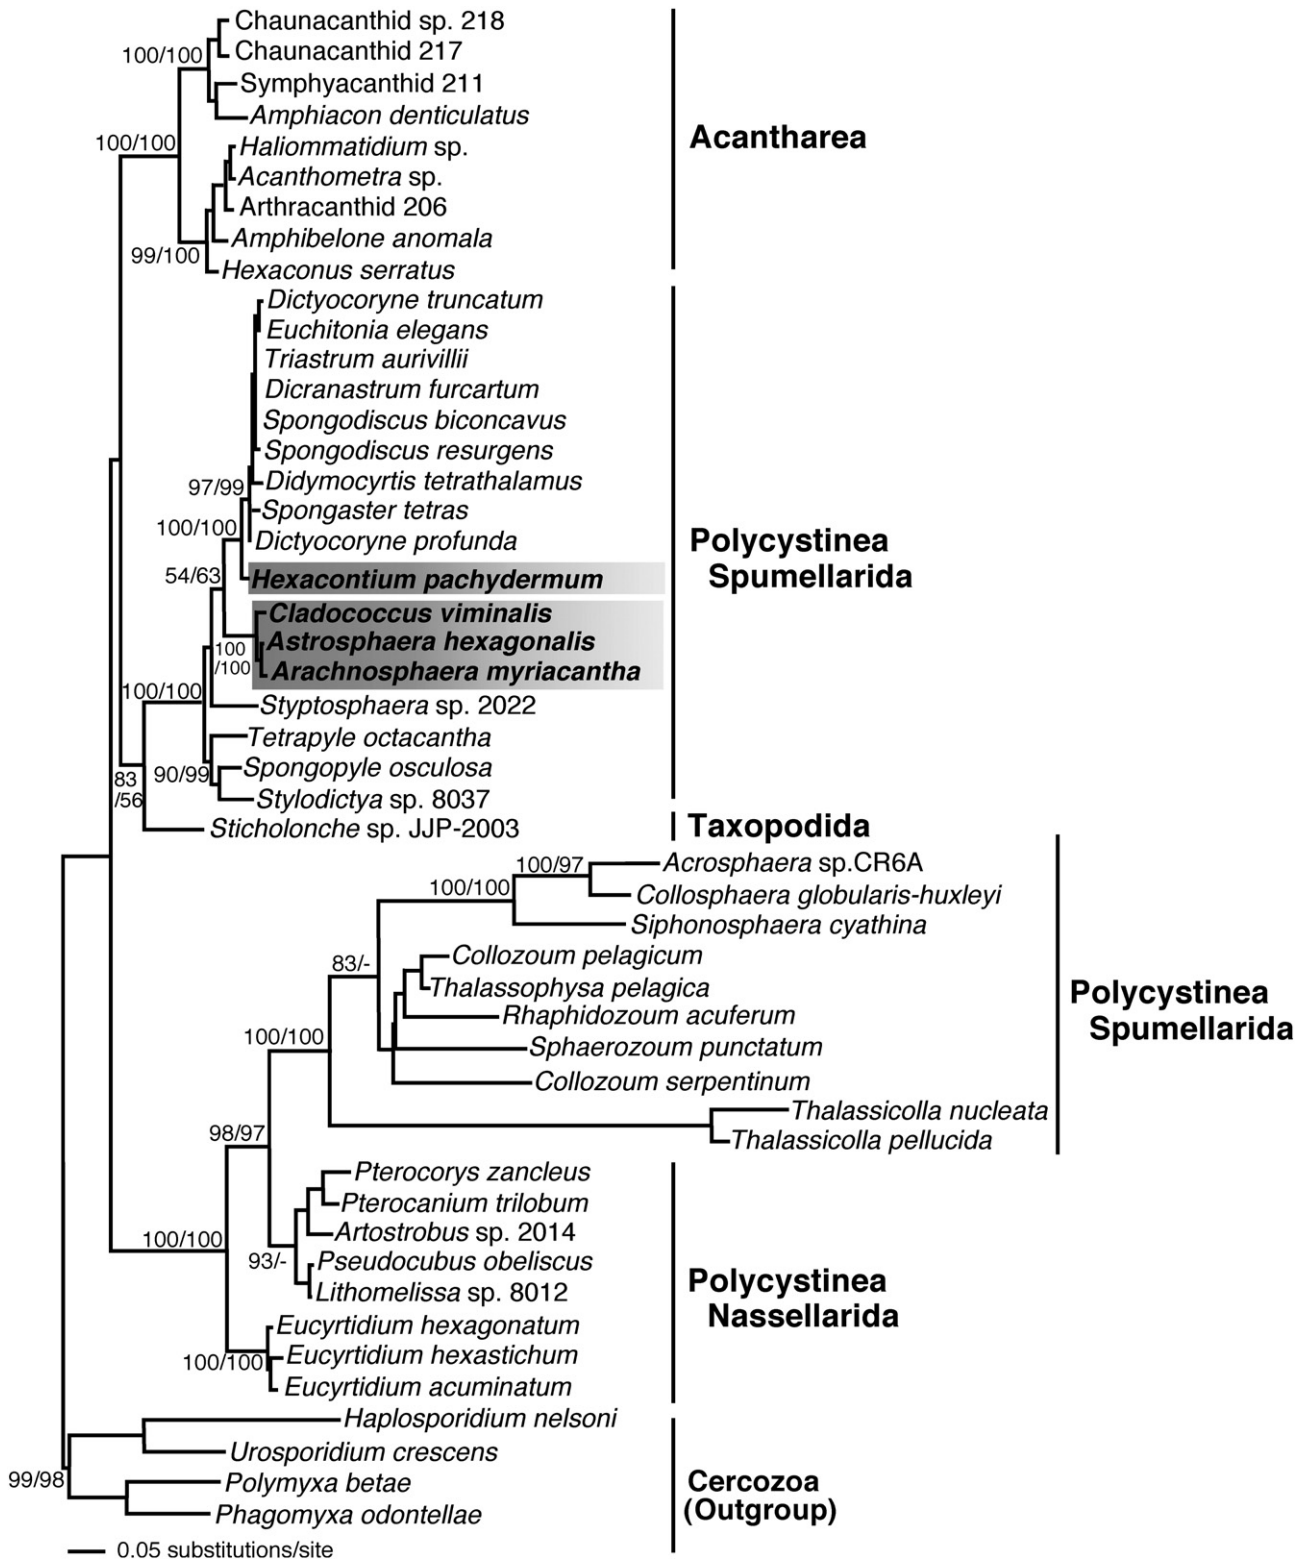 Chaunacanthid sp. 218
100/100
Chaunacanthid 217
Symphyacanthid 211
Amphiacon denticulatus
100/100
Acantharea
Haliommatidium sp.
Acanthometra sp.
Arthracanthid 206
Amphibelone anomala
99/100
Hexaconus serratus
Dictyocoryne truncatum
Euchitonia elegans
Triastrum aurivillii
Dicranastrum furcartum
Spongodiscus biconcavus
Spongodiscus resurgens
Didymocyrtis tetrathalamus
97/99
Spongaster tetras
100/100
Dictyocoryne profunda
Polycystinea
Spumellarida
54/63
Hexacontium pachydermum
Cladococcus viminalis
Astrosphaera hexagonalis
100
/100
Arachnosphaera myriacantha
100/100
Styptosphaera sp. 2022
Tetrapyle octacantha
Spongopyle osculosa
83
/56
90/99
Stylodictya sp. 8037
Sticholonche sp. JJP-2003
Taxopodida
100/97
Acrosphaera sp.CR6A
100/100
Collosphaera globularis-huxleyi
Siphonosphaera cyathina
83/-
Collozoum pelagicum
Thalassophysa pelagica
Rhaphidozoum acuferum
Polycystinea
Spumellarida
100/100
Sphaerozoum punctatum
Collozoum serpentinum
Thalassicolla nucleata
98/97
Thalassicolla pellucida
Pterocorys zancleus
Pterocanium trilobum
Artostrobus sp. 2014
100/100
93/-
Pseudocubus obeliscus
Lithomelissa sp. 8012
Polycystinea
Nassellarida
Eucyrtidium hexagonatum
100/100
Eucyrtidium hexastichum
Eucyrtidium acuminatum
Haplosporidium nelsoni
Urosporidium crescens
99/98
Polymyxa betae
Phagomyxa odontellae
Cercozoa
(Outgroup)
0.05 substitutions/site